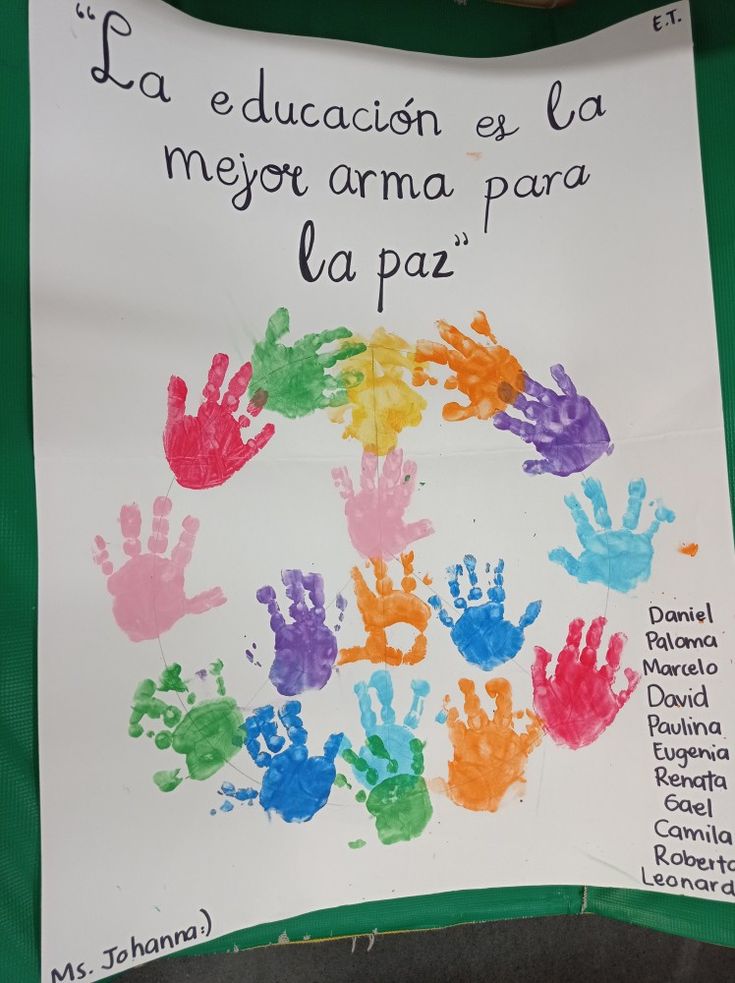 E.T.
"La educación es la
mejor arma para
la paz"
Daniel
Paloma
Marcelo
David
Paulina
Eugenia
Renata
Gael
Camila
Roberto
Leonard
Ms. Johanna:)